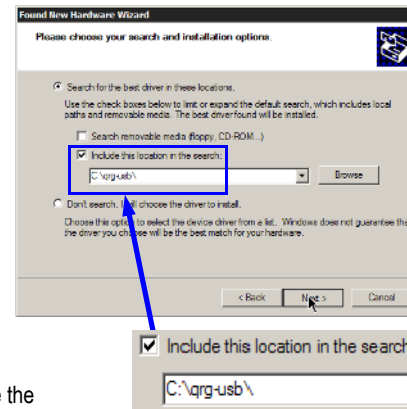 Found New Hardware Wizard
Please choose your search and installation options.
Search for the best driver in these locations.
Use the check boxes below to limit or expand the default search, which includes local
paths and removable media. The best driver found will be installed.
Search removable media (floppy, CD-ROM...)
Include this location in the search:
C:\qrg-usb\
Browse
Don't search. I will choose the driver to install.
Choose this option to select the device driver from a list. Windows does not guarantee tha
the driver you choose will be the best match for your hardware.
< Back
Next >
Cancel
Include this location in the search
C:\qrg-usb\
the